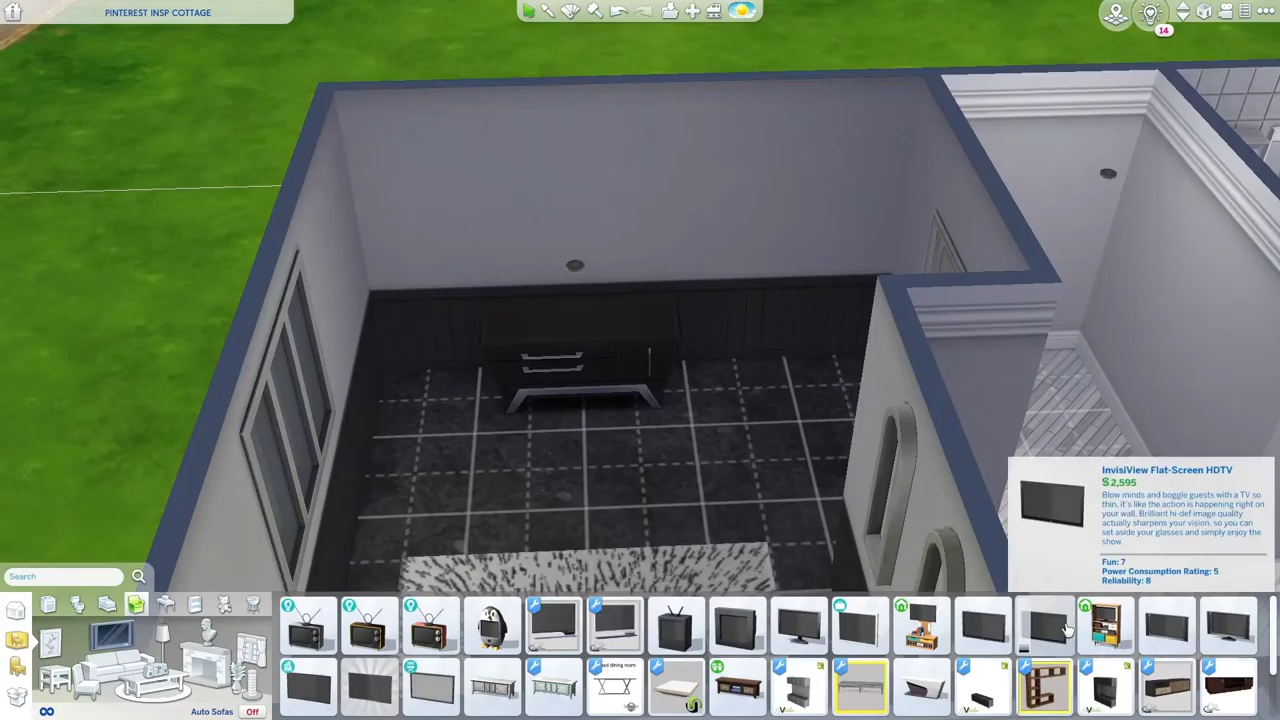 PINTEREST INSP COTTAGE
14
InvisiView Flat-Screen HDTV
§2,595
Blow minds and boggle guests with a TV so
thin, it's like the action is happening right on
your wall. Brilliant hi-def image quality
actually sharpens your vision, so you can
set aside your glasses and simply enjoy the
show.
Fun: 7
Power Consumption Rating: 5
Reliability: 8
Search
ad dining room
Auto Sofas Off